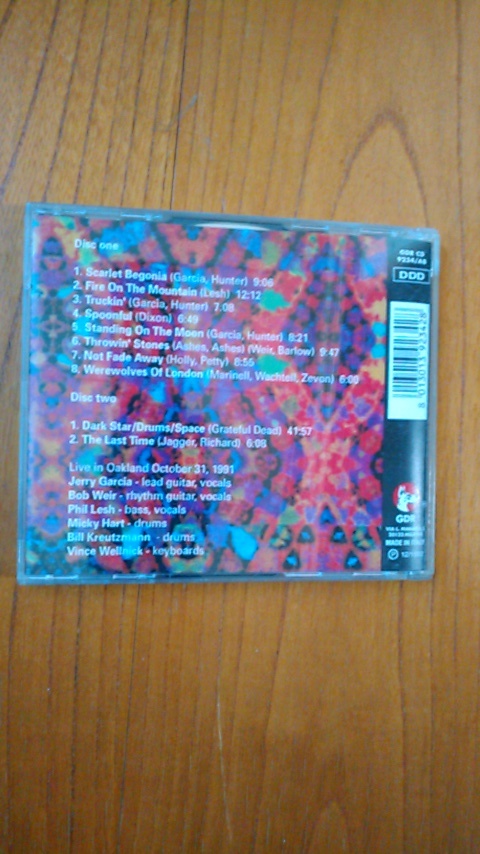 Disc one
1. Scarlet Begonia (Garcia, Hunter) 9:06
2. Fire On The Mountain (Lesh) 12:12
3. Truckin' (Garcia, Hunter) 7.08
4. Spoonful (Dixon) 6:49
5. Standing On The Moon (Garcia, Hunter) 8:21
6. Throwin' Stones (Ashes, Ashes) (Weir, Barlow) 9:47
7. Not Fade Away (Holly, Petty) 8:55
8. Werewolves Of London (Marinell, Wachtell, Zevon) 6:00
Disc two
1. Dark Star/Drums/Space (Grateful Dead) 41:57
2. The Last Time (Jagger, Richard) 6:08
Live in Oakland October 31, 1991
Jerry Garcia - lead guitar, vocals
Bob Weir - rhythm guitar, vocals
Phil Lesh - bass, vocals
Micky Hart - drums
Bill Kreutzmann - drums
Vince Wellnick - keyboards
GDR CD
DDD
GDR
MADE IN ITALY